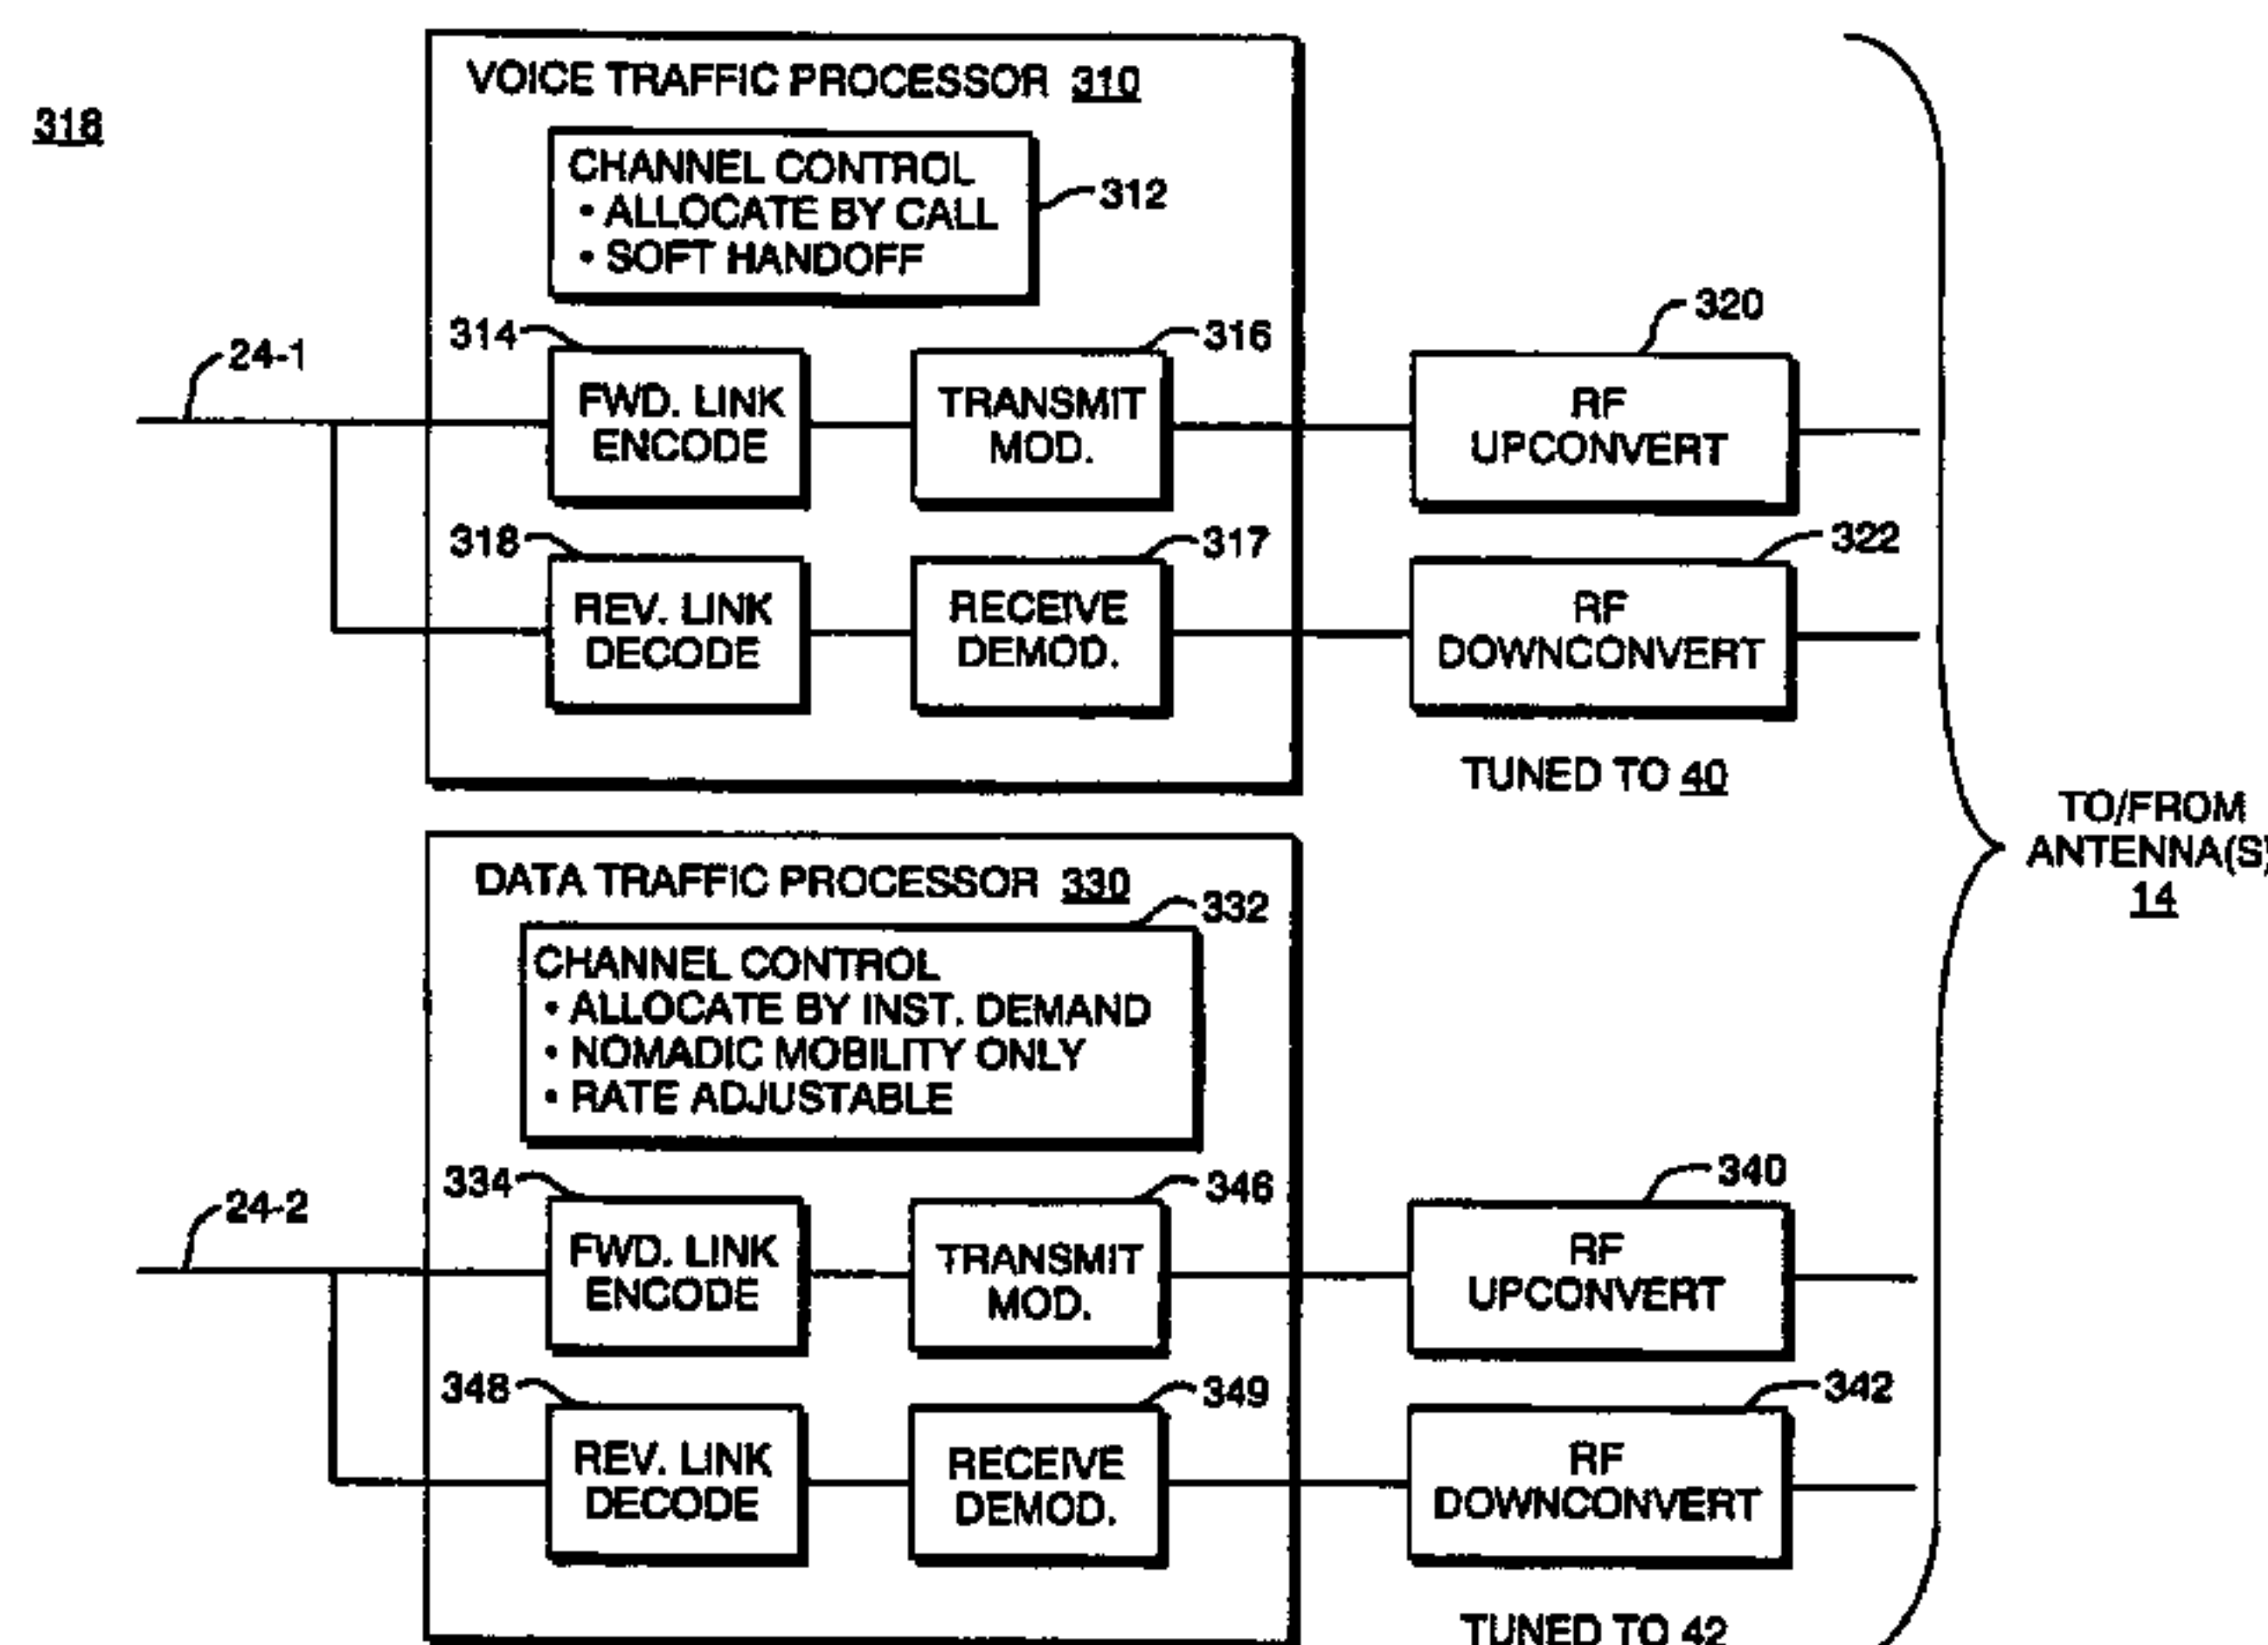 VOICE TRAFFIC PROCESSOR 310
318
CHANNEL CONTROL
• ALLOCATE BY CALL
• SOFT HANDOFF
312
314
316
320
24-1
FWD. LINK
ENCODE
TRANSMIT
MOD.
RF
UPCONVERT
318
317
322
REV. LINK
DECODE
RECEIVE
DEMOD.
RF
DOWNCONVERT
TUNED TO 40
TO/FROM
ANTENNA(S)
14
DATA TRAFFIC PROCESSOR 330
332
CHANNEL CONTROL
• ALLOCATE BY INST. DEMAND
• NOMADIC MOBILITY ONLY
• RATE ADJUSTABLE
334
346
340
24-2
FWD. LINK
ENCODE
TRANSMIT
MOD.
RF
UPCONVERT
348
349
342
REV. LINK
DECODE
RECEIVE
DEMOD.
RF
DOWNCONVERT
TUNED TO 42